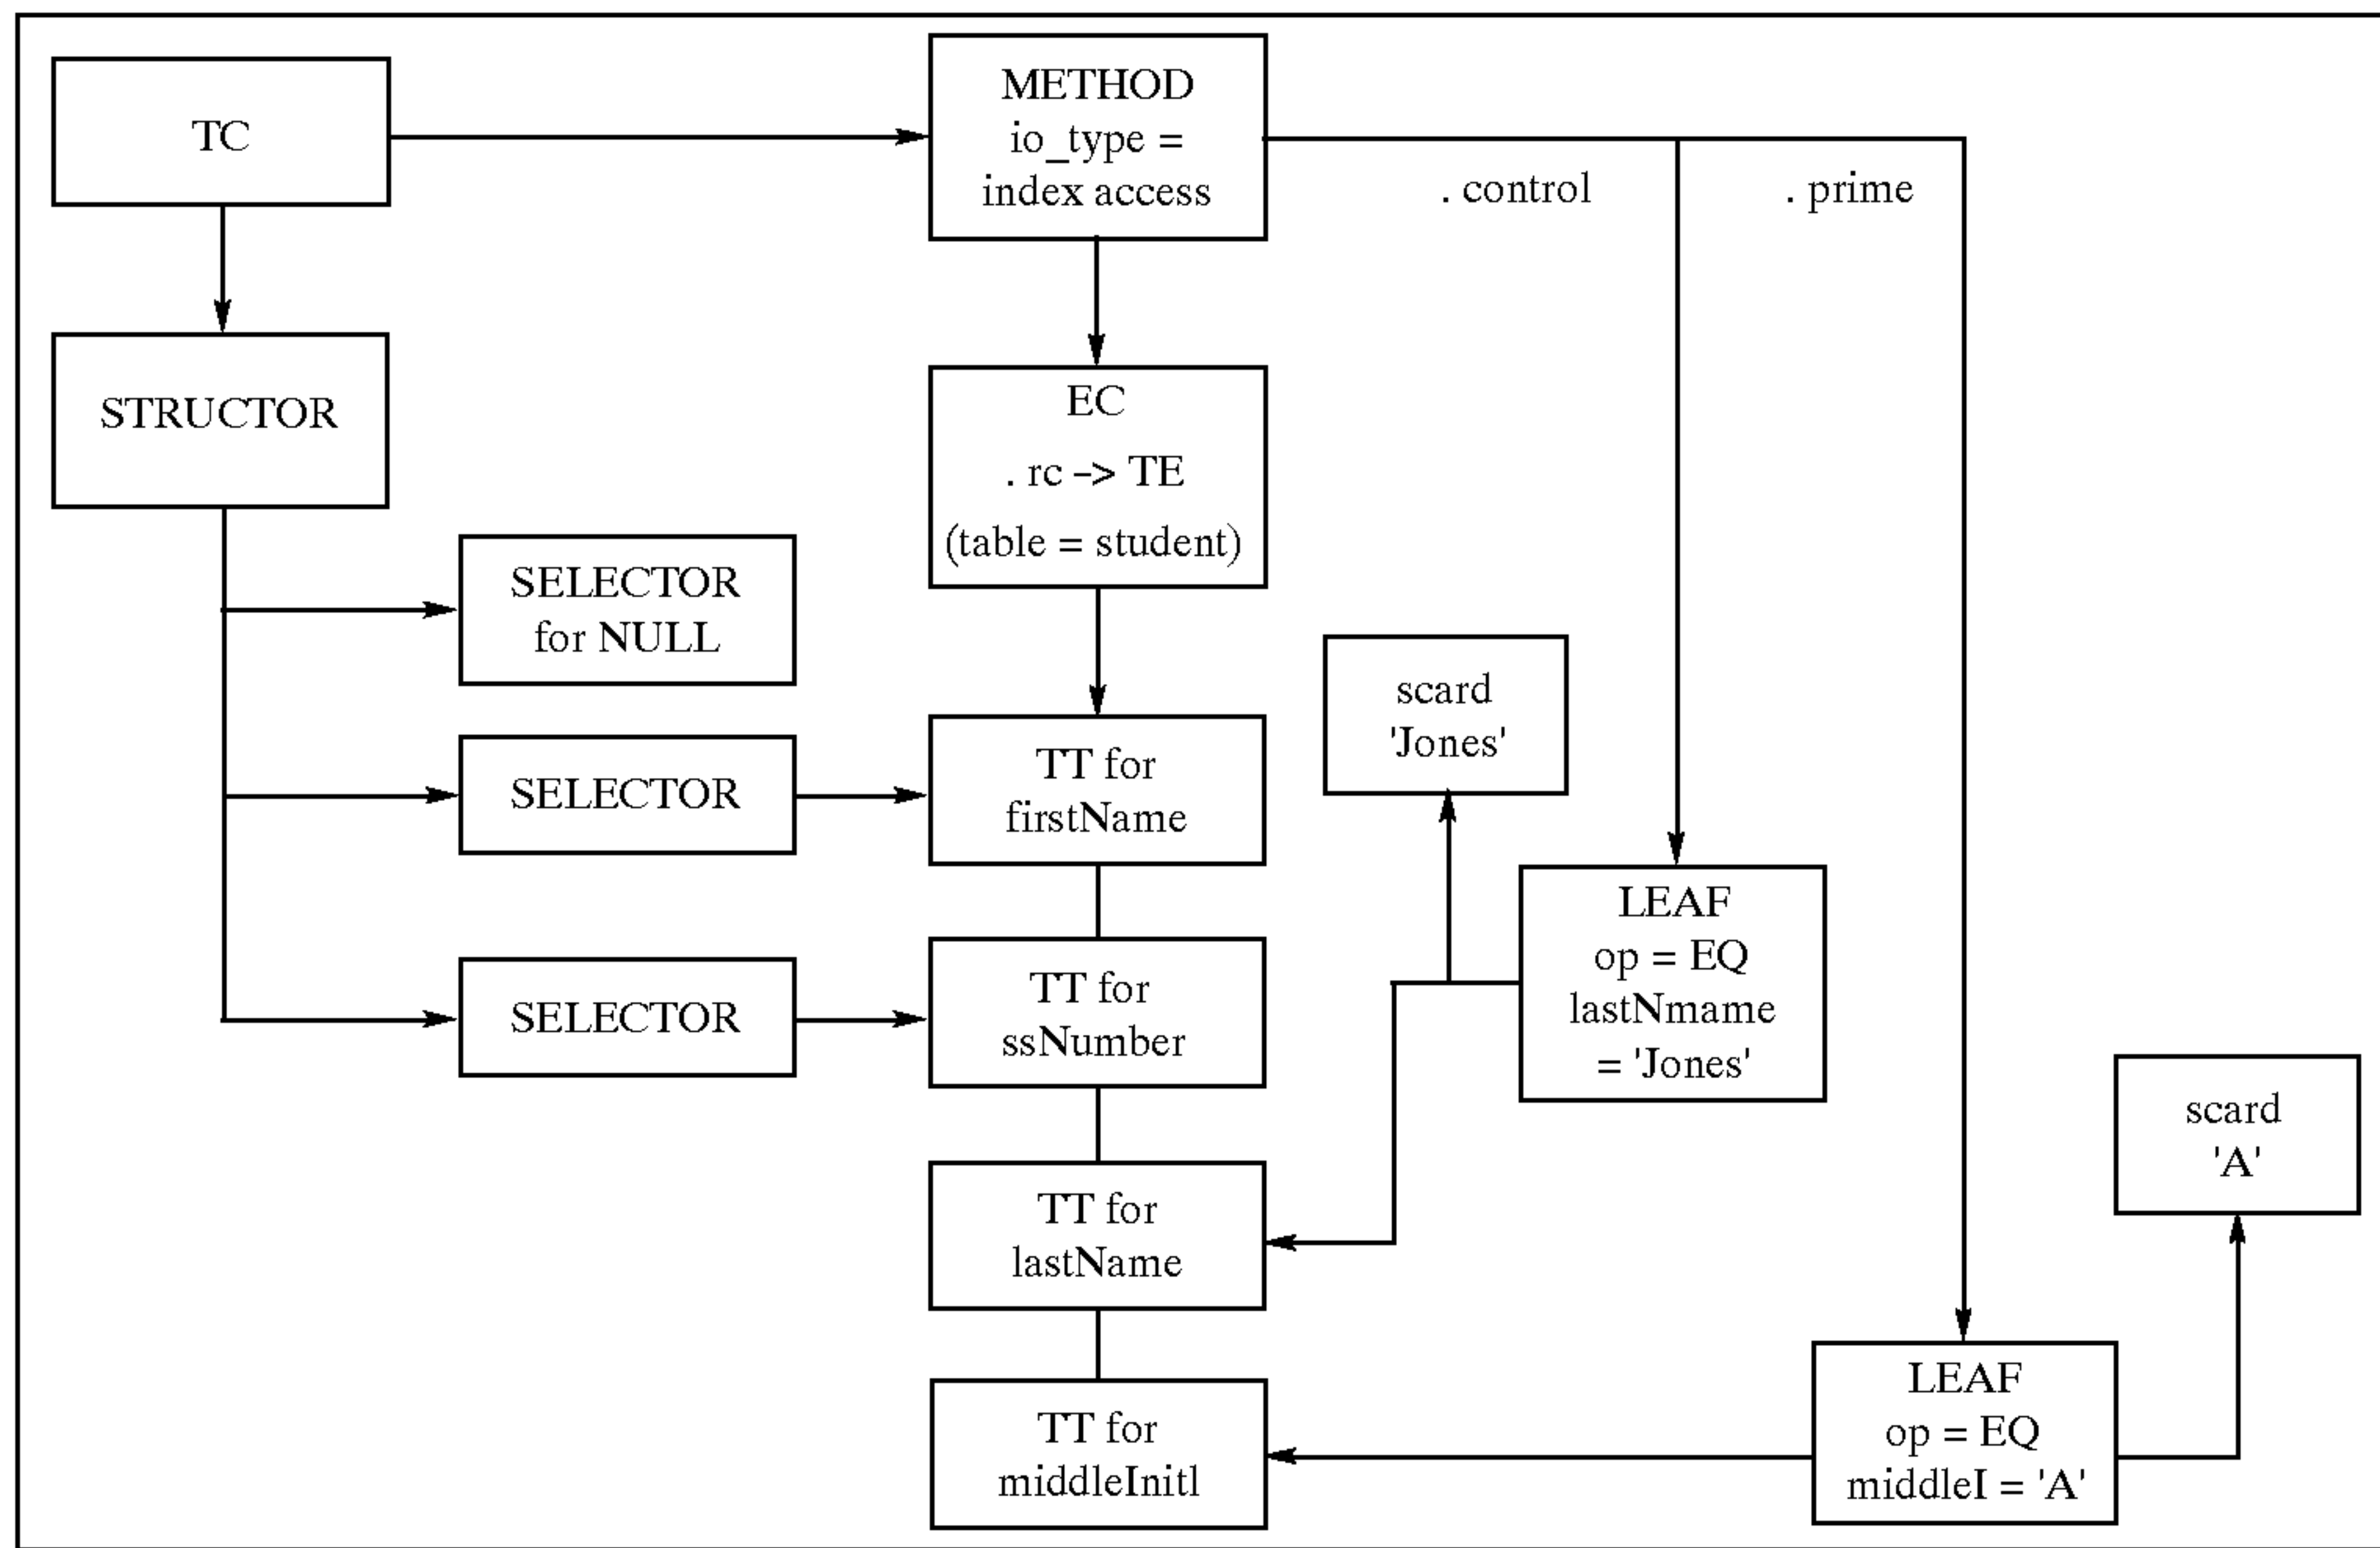 TC
METHOD
io_type =
index access
. control
. prime
STRUCTOR
EC
. rc -> TE
(table = student)
SELECTOR
for NULL
scard
'Jones'
SELECTOR
TT for
firstName
LEAF
op = EQ
lastNmame
= 'Jones'
SELECTOR
TT for
ssNumber
scard
'A'
TT for
lastName
LEAF
op = EQ
middleI = 'A'
TT for
middleInitl